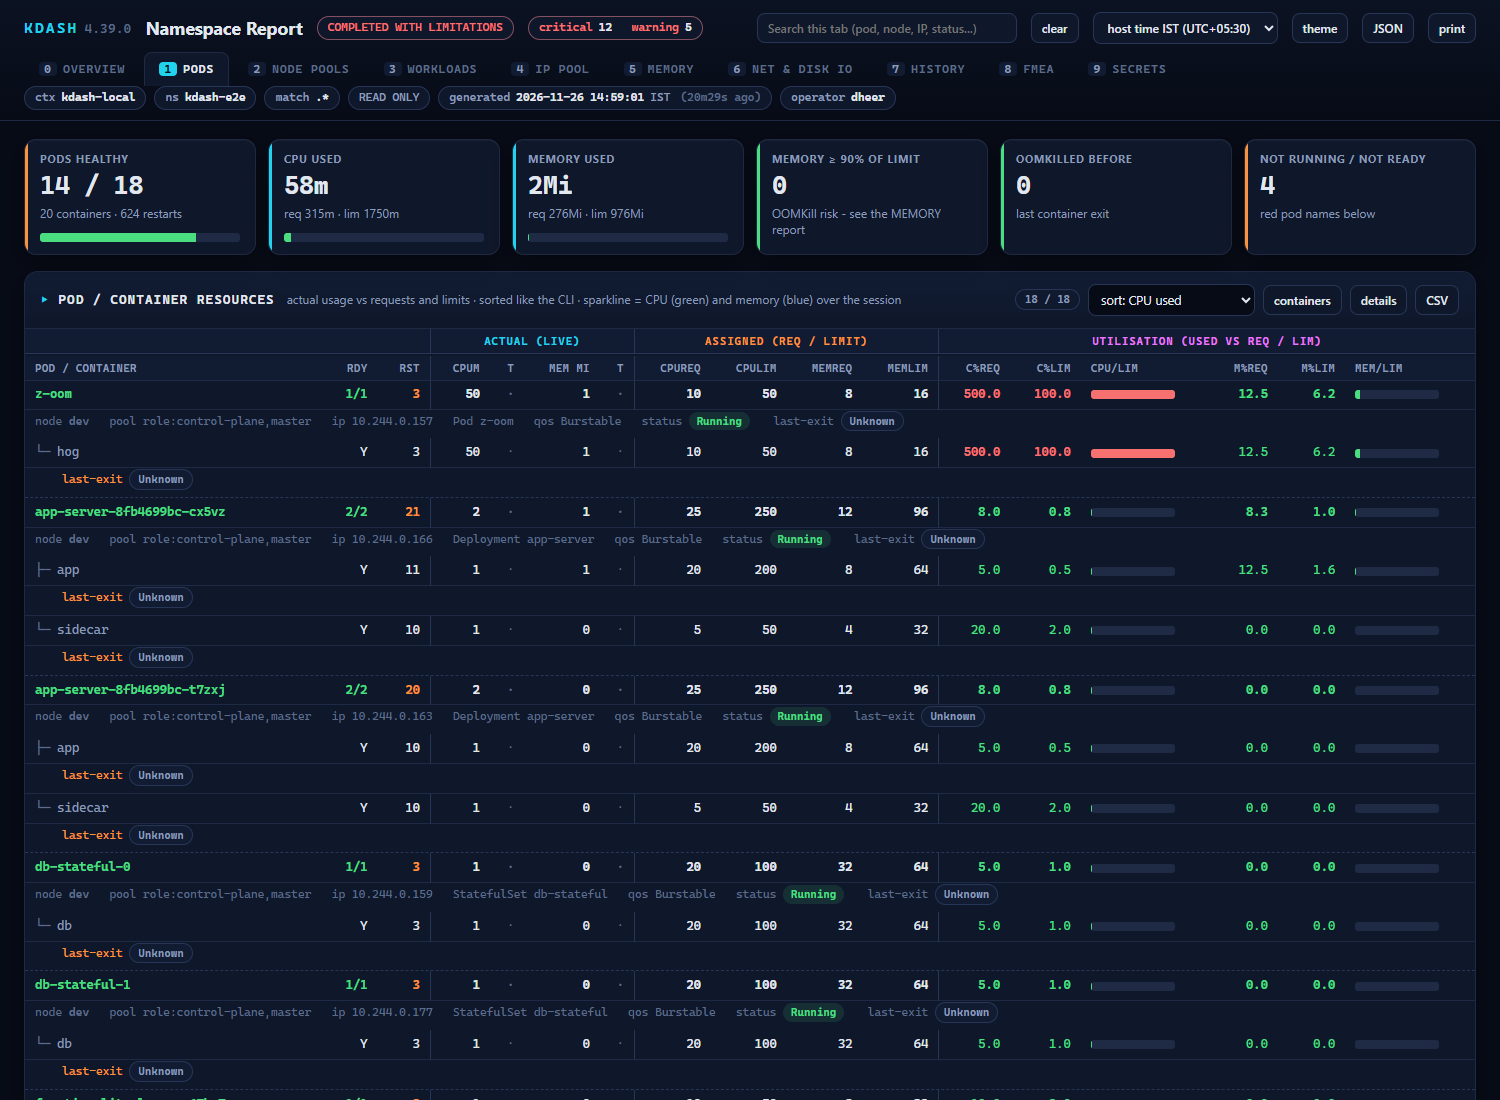 KDASH 4.39.0 Namespace Report COMPLETED WITH LIMITATIONS critical 12 warning 5 Search this tab (pod, node, IP, status...) clear host time IST (UTC+05:30) theme JSON print
0 OVERVIEW 1 PODS 2 NODE POOLS 3 WORKLOADS 4 IP POOL 5 MEMORY 6 NET & DISK IO 7 HISTORY 8 FMEA 9 SECRETS
ctx kdash-local ns kdash-e2e match .* READ ONLY generated 2026-11-26 14:59:01 IST (20m29s ago) operator dheer
PODS HEALTHY CPU USED MEMORY USED MEMORY ≥ 90% OF LIMIT OOMKILLED BEFORE NOT RUNNING / NOT READY
14 / 18 58m 2Mi 0 0 4
20 containers · 624 restarts req 315m · lim 1750m req 276Mi · lim 976Mi OOMKill risk - see the MEMORY report last container exit red pod names below
▸ POD / CONTAINER RESOURCES actual usage vs requests and limits · sorted like the CLI · sparkline = CPU (green) and memory (blue) over the session 18 / 18 sort: CPU used containers details CSV
ACTUAL (LIVE) ASSIGNED (REQ / LIMIT) UTILISATION (USED VS REQ / LIM)
POD / CONTAINER RDY RST CPUM T MEM MI T CPUREQ CPULIM MEMREQ MEMLIM C%REQ C%LIM CPU/LIM M%REQ M%LIM MEM/LIM
z-oom 1/1 3 50 · 1 · 10 50 8 16 500.0 100.0 12.5 6.2
node dev pool role:control-plane,master ip 10.244.0.157 Pod z-oom qos Burstable status Running last-exit Unknown
└─ hog Y 3 50 · 1 · 10 50 8 16 500.0 100.0 12.5 6.2
last-exit Unknown
app-server-8fb4699bc-cx5vz 2/2 21 2 · 1 · 25 250 12 96 8.0 0.8 8.3 1.0
node dev pool role:control-plane,master ip 10.244.0.166 Deployment app-server qos Burstable status Running last-exit Unknown
├─ app Y 11 1 · 1 · 20 200 8 64 5.0 0.5 12.5 1.6
last-exit Unknown
└─ sidecar Y 10 1 · 0 · 5 50 4 32 20.0 2.0 0.0 0.0
last-exit Unknown
app-server-8fb4699bc-t7zxj 2/2 20 2 · 0 · 25 250 12 96 8.0 0.8 0.0 0.0
node dev pool role:control-plane,master ip 10.244.0.163 Deployment app-server qos Burstable status Running last-exit Unknown
├─ app Y 10 1 · 0 · 20 200 8 64 5.0 0.5 0.0 0.0
last-exit Unknown
└─ sidecar Y 10 1 · 0 · 5 50 4 32 20.0 2.0 0.0 0.0
last-exit Unknown
db-stateful-0 1/1 3 1 · 0 · 20 100 32 64 5.0 1.0 0.0 0.0
node dev pool role:control-plane,master ip 10.244.0.159 StatefulSet db-stateful qos Burstable status Running last-exit Unknown
└─ db Y 3 1 · 0 · 20 100 32 64 5.0 1.0 0.0 0.0
last-exit Unknown
db-stateful-1 1/1 3 1 · 0 · 20 100 32 64 5.0 1.0 0.0 0.0
node dev pool role:control-plane,master ip 10.244.0.177 StatefulSet db-stateful qos Burstable status Running last-exit Unknown
└─ db Y 3 1 · 0 · 20 100 32 64 5.0 1.0 0.0 0.0
last-exit Unknown